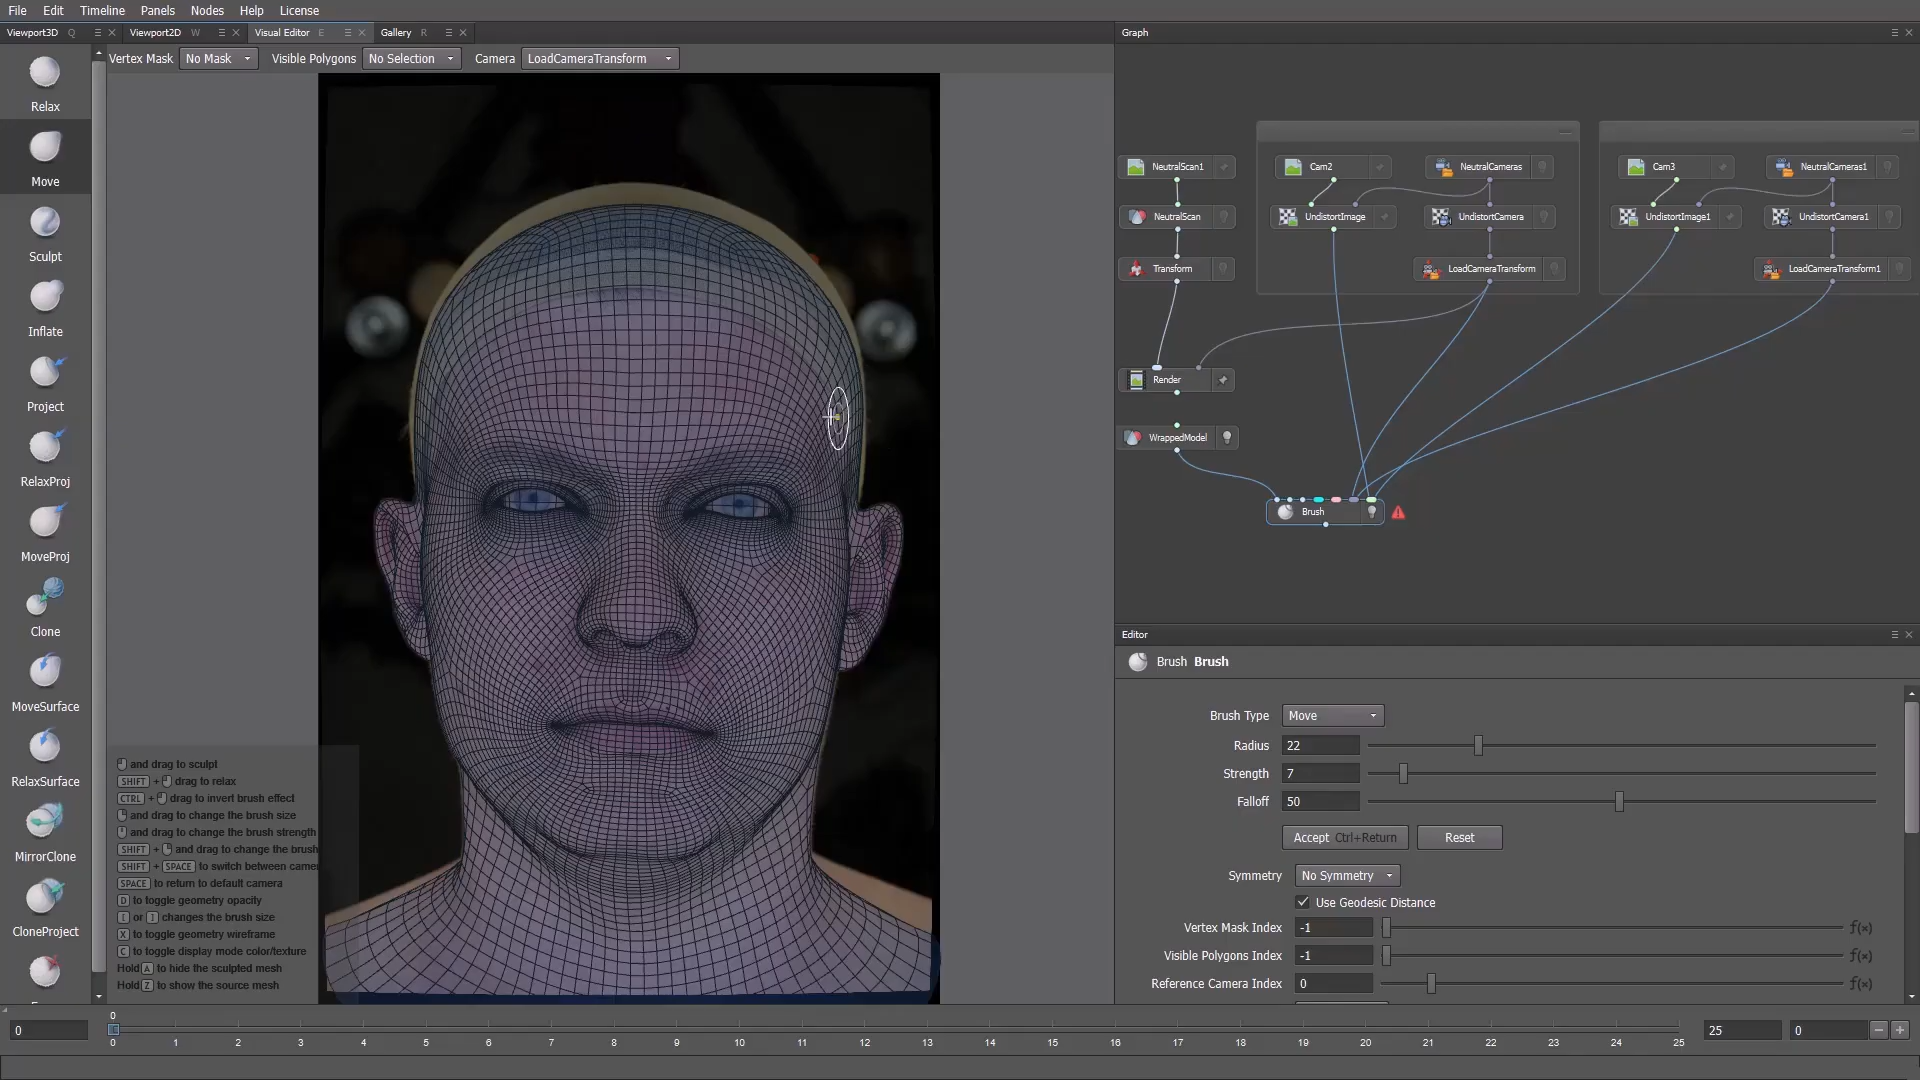 File Edit Timeline Panels Nodes Help License
Viewport3D Q Viewport2D W Visual Editor E Gallery R Graph
Vertex Mask No Mask Visible Polygons No Selection Camera LoadCameraTransform
Relax
Move
Sculpt
Inflate
Project
RelaxProj
MoveProj
Clone
MoveSurface
RelaxSurface
MirrorClone
CloneProject
and drag to sculpt
SHIFT + drag to relax
CTRL + drag to invert brush effect
and drag to change the brush size
and drag to change the brush strength
SHIFT + and drag to change the brush
SHIFT + SPACE to switch between
SPACE to return to default camera
D to toggle geometry opacity
[ or ] changes the brush size
X to toggle geometry wireframe
C to toggle display mode color/texture
Hold A to hide the sculpted mesh
Hold Z to show the source mesh
NeutralScan1 Cam2 NeutralCameras Cam3 NeutralCameras1
NeutralScan UndistortImage UndistortCamera UndistortImage1 UndistortCamera1
Transform LoadCameraTransform LoadCameraTransform1
Render
WrappedModel
Brush
Editor
Brush Brush
Brush Type Move
Radius 22
Strength 7
Falloff 50
Accept Ctrl+Return Reset
Symmetry No Symmetry
Use Geodesic Distance
Vertex Mask Index -1 f(x)
Visible Polygons Index -1 f(x)
Reference Camera Index 0 f(x)
0
0 25 0
0 1 2 3 4 5 6 7 8 9 10 11 12 13 14 15 16 17 18 19 20 21 22 23 24 25